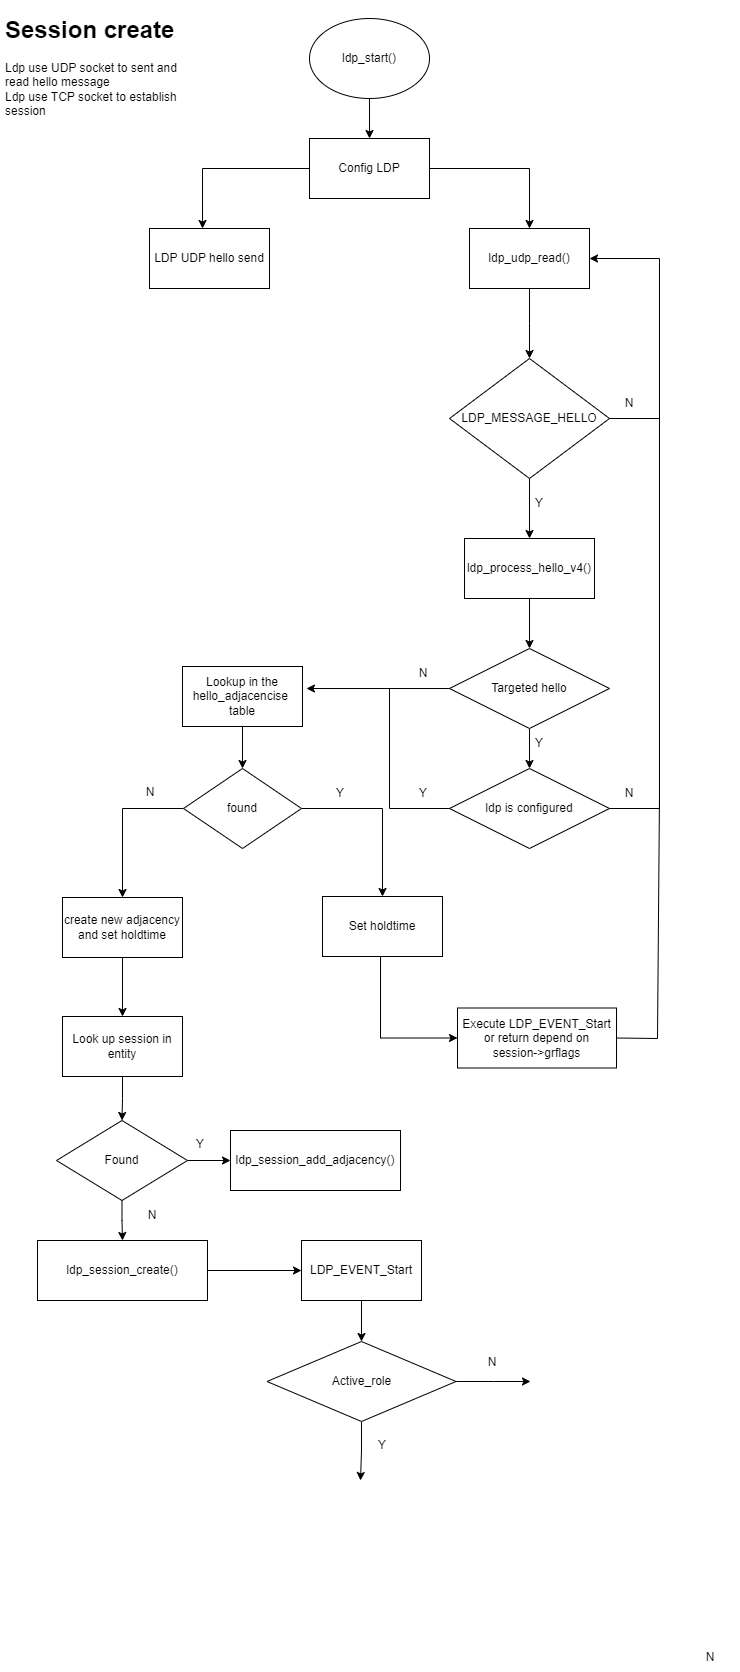 Session create
Ldp use UDP socket to sent and
read hello message
Ldp use TCP socket to establish
session
ldp_start()
Config LDP
LDP UDP hello send
ldp_udp_read()
N
LDP_MESSAGE_HELLO
Y
ldp_process_hello_v4()
N
Lookup in the
hello_adjacencise
table
Targeted hello
Y
N
Y
Y
N
found
ldp is configured
create new adjacency
and set holdtime
Set holdtime
Execute LDP_EVENT_Start
or return depend on
session->grflags
Look up session in
entity
Y
Found
ldp_session_add_adjacency()
N
ldp_session_create()
LDP_EVENT_Start
N
Active_role
Y
N